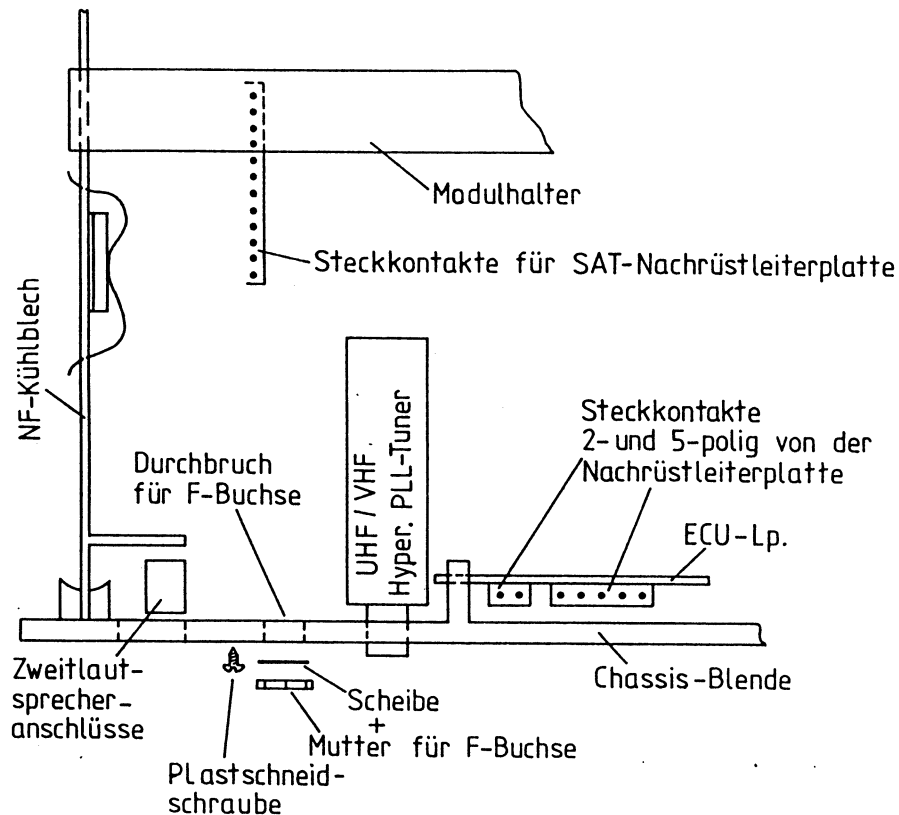 Modulhalter
Steckkontakte für SAT-Nachrüstleiterplatte
NF-Kühlblech
UHF/VHF.
Hyper. PLL-Tuner
Steckkontakte
2-und 5-polig von der
Nachrüstleiterplatte
Durchbruch
für F-Buchse
ECU-Lp.
Zweitlaut-
sprecher-
anschlüsse
Chassis-Blende
Scheibe
+
Mutter für F-Buchse
Plastschneid-
schraube